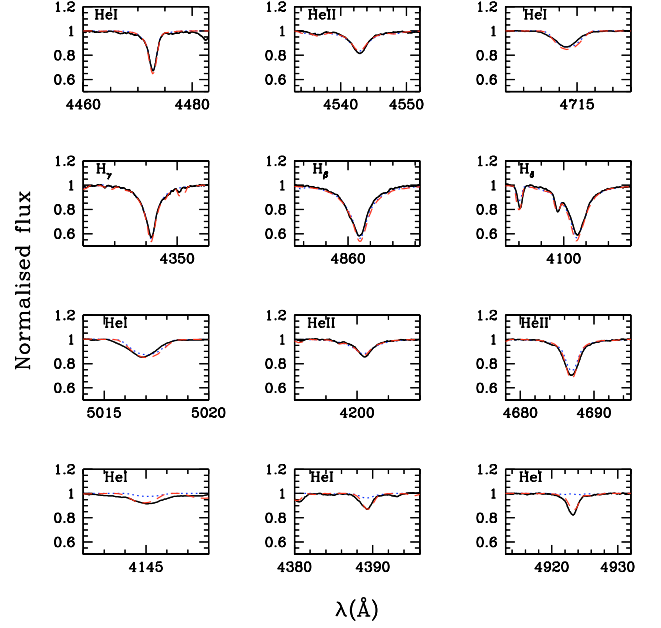 HeI HeII HeI
1.2 1 0.8 0.6 4460 4480
1.2 1 0.8 0.6 4540 4550
1.2 1 0.8 0.6 4715
Hγ Hβ Hδ
1.2 1 0.8 0.6 4350
1.2 1 0.8 0.6 4860
1.2 1 0.8 0.6 4100
Normalised flux
HeI HeII HeII
1.2 1 0.8 0.6 5015 5020
1.2 1 0.8 0.6 4200
1.2 1 0.8 0.6 4680 4690
HeI HeI HeI
1.2 1 0.8 0.6 4145
1.2 1 0.8 0.6 4380 4390
1.2 1 0.8 0.6 4920 4930
λ(Å)